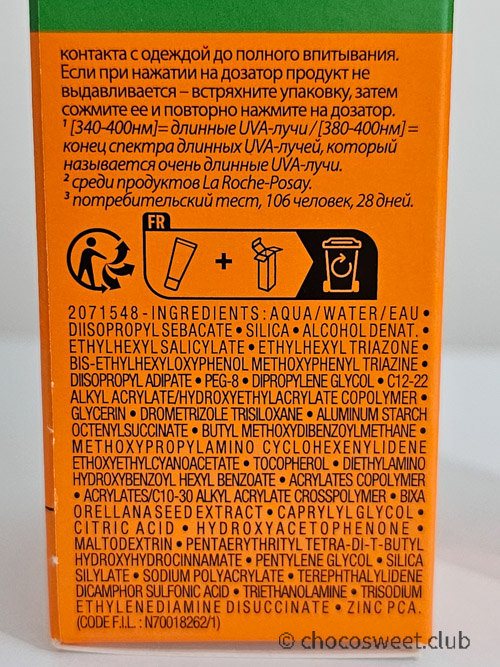 контакта с одеждой до полного впитывания.
Если при нажатии на дозатор продукт не
выдавливается – встряхните упаковку, затем
сожмите ее и повторно нажмите на дозатор.
¹ [340-400нм]= длинные UVA-лучи / [380-400нм] =
конец спектра длинных UVA-лучей, который
называется очень длинные UVA-лучи.
² среди продуктов La Roche-Posay.
³ потребительский тест, 106 человек, 28 дней.
FR
+
2071548 - INGREDIENTS: AQUA / WATER / EAU •
DIISOPROPYL SEBACATE • SILICA • ALCOHOL DENAT. •
ETHYLHEXYL SALICYLATE • ETHYLHEXYL TRIAZONE •
BIS-ETHYLHEXYLOXYPHENOL METHOXYPHENYL TRIAZINE •
DIISOPROPYL ADIPATE • PEG-8 • DIPROPYLENE GLYCOL • C12-22
ALKYL ACRYLATE/HYDROXYETHYLACRYLATE COPOLYMER •
GLYCERIN • DROMETRIZOLE TRISILOXANE • ALUMINUM STARCH
OCTENYLSUCCINATE • BUTYL METHOXYDIBENZOYLMETHANE •
METHOXYPROPYLAMINO CYCLOHEXENYLIDENE
ETHOXYETHYLCYANOACETATE • TOCOPHEROL • DIETHYLAMINO
HYDROXYBENZOYL HEXYL BENZOATE • ACRYLATES COPOLYMER
• ACRYLATES/C10-30 ALKYL ACRYLATE CROSSPOLYMER • BIXA
ORELLANA SEED EXTRACT • CAPRYLYL GLYCOL •
CITRIC ACID • HYDROXYACETOPHENONE •
MALTODEXTRIN • PENTAERYTHRITYL TETRA-DI-T-BUTYL
HYDROXYHYDROCINNAMATE • PENTYLENE GLYCOL • SILICA
SILYLATE • SODIUM POLYACRYLATE • TEREPHTHALYLIDENE
DICAMPHOR SULFONIC ACID • TRIETHANOLAMINE • TRISODIUM
ETHYLENEDIAMINE DISUCCINATE • ZINC PCA.
(CODE F.I.L. : N70018262/1)
© chocosweet.club